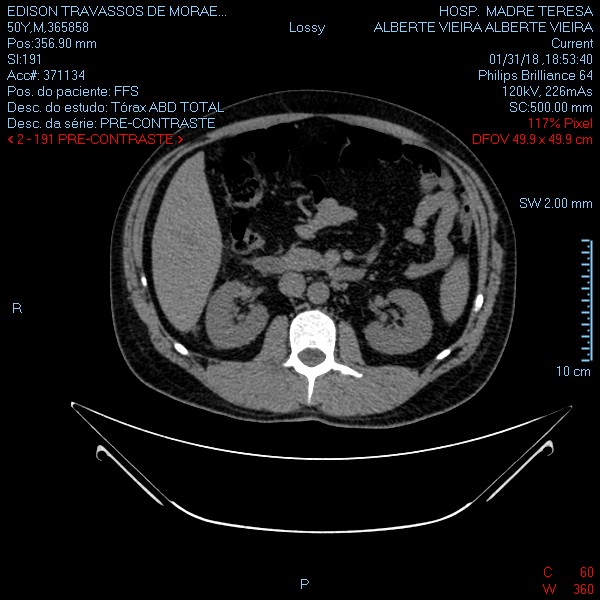 EDISON TRAVASSOS DE MORAE...
50Y,M,365858
Pos:356.90 mm
SI:191
Acc#: 371134
Pos. do paciente: FFS
Desc. do estudo: Tórax ABD TOTAL
Desc. da série: PRE-CONTRASTE
< 2 - 191 PRE-CONTRASTE >
Lossy
HOSP. MADRE TERESA
ALBERTE VIEIRA ALBERTE VIEIRA
Current
01/31/18 ,18:53:40
Philips Brilliance 64
120kV, 226mAs
SC:500.00 mm
117% Pixel
DFOV 49.9 x 49.9 cm
SW 2.00 mm
R
10 cm
P
C 60
W 360